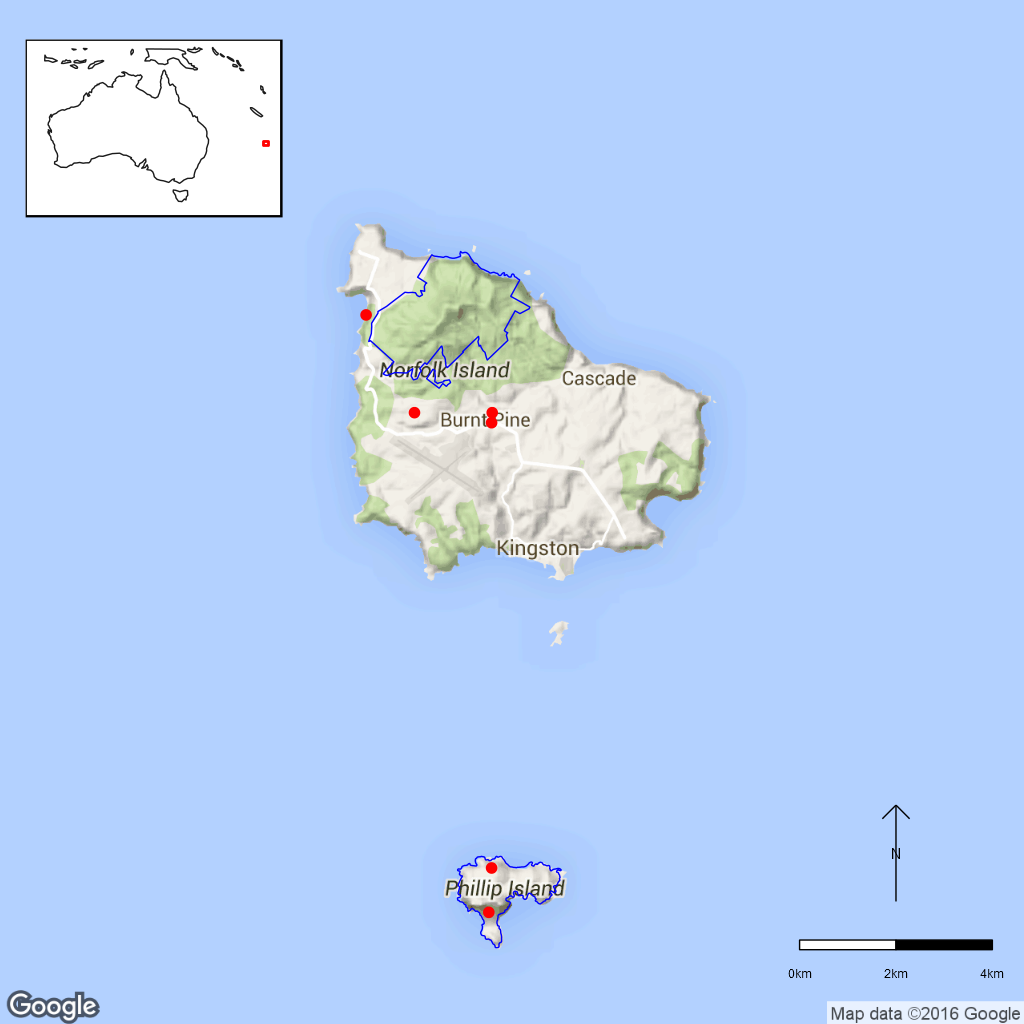 Norfolk Island
Cascade
Burnt Pine
Kingston
Phillip Island
N
0km 2km 4km
Google
Map data ©2016 Google